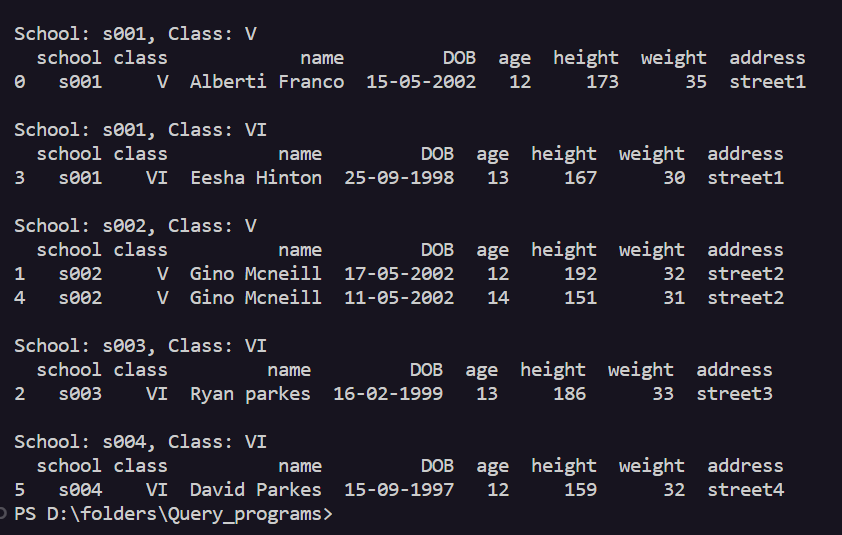 School: s001, Class: V
school class name DOB age height weight address
0 s001 V Alberti Franco 15-05-2002 12 173 35 street1
School: s001, Class: VI
school class name DOB age height weight address
3 s001 VI Eesha Hinton 25-09-1998 13 167 30 street1
School: s002, Class: V
school class name DOB age height weight address
1 s002 V Gino Mcneill 17-05-2002 12 192 32 street2
4 s002 V Gino Mcneill 11-05-2002 14 151 31 street2
School: s003, Class: VI
school class name DOB age height weight address
2 s003 VI Ryan parkes 16-02-1999 13 186 33 street3
School: s004, Class: VI
school class name DOB age height weight address
5 s004 VI David Parkes 15-09-1997 12 159 32 street4
PS D:\folders\Query_programs>